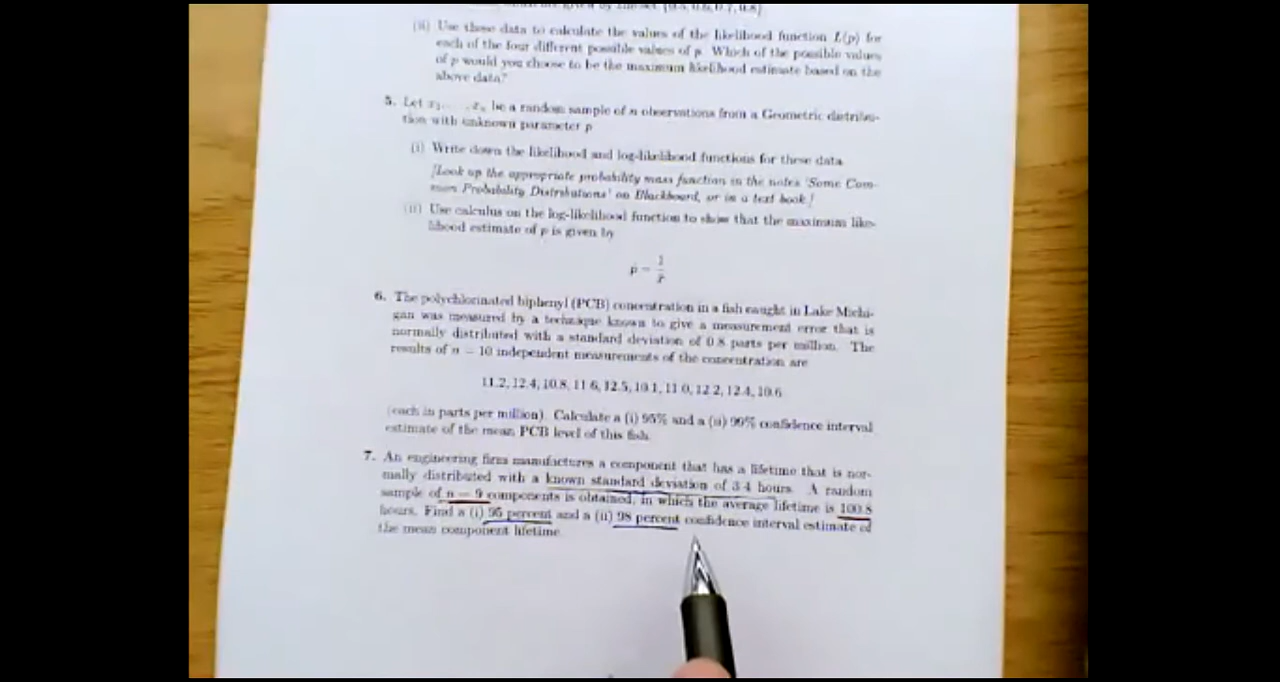 given by {0.5, 0.6, 0.7, 0.8}
(ii) Use these data to calculate the values of the likelihood function L(p) for
each of the four different possible values of p. Which of the possible values
of p would you choose to be the maximum likelihood estimate based on the
above data?
5. Let x₁, . . . , xₙ be a random sample of n observations from a Geometric distribu-
tion with unknown parameter p
(i) Write down the likelihood and log-likelihood functions for these data
[Look up the appropriate probability mass function in the notes 'Some Com-
mon Probability Distributions' on Blackboard, or in a text book.]
(ii) Use calculus on the log-likelihood function to show that the maximum like-
lihood estimate of p is given by
p̂ = 1/x̄
6. The polychlorinated biphenyl (PCB) concentration in a fish caught in Lake Michi-
gan was measured by a technique known to give a measurement error that is
normally distributed with a standard deviation of 0.8 parts per million. The
results of n = 10 independent measurements of the concentration are
11.2, 12.4, 10.8, 11.6, 12.5, 10.1, 11.0, 12.2, 12.4, 10.6
(each in parts per million). Calculate a (i) 95% and a (ii) 99% confidence interval
estimate of the mean PCB level of this fish.
7. An engineering firm manufactures a component that has a lifetime that is nor-
mally distributed with a known standard deviation of 3.4 hours. A random
sample of n = 9 components is obtained, in which the average lifetime is 100.8
hours. Find a (i) 95 percent and a (ii) 98 percent confidence interval estimate of
the mean component lifetime.